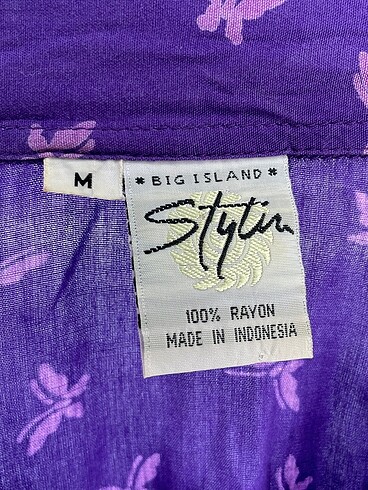 M
* BIG ISLAND *
Stylin
100% RAYON
MADE IN INDONESIA